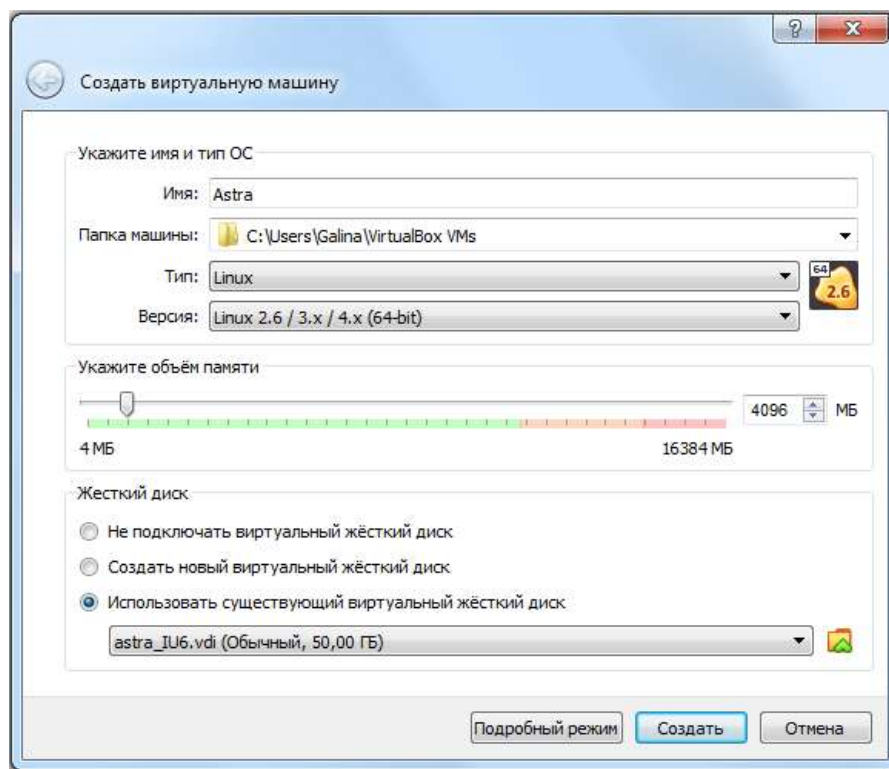 Создать виртуальную машину
Укажите имя и тип ОС
Имя: Astra
Папка машины: C:\Users\Galina\VirtualBox VMs
Тип: Linux
64
2.6
Версия: Linux 2.6 / 3.x / 4.x (64-bit)
Укажите объём памяти
4096 МБ
4 МБ 16384 МБ
Жесткий диск
Не подключать виртуальный жёсткий диск
Создать новый виртуальный жёсткий диск
Использовать существующий виртуальный жёсткий диск
astra_IU6.vdi (Обычный, 50,00 ГБ)
Подробный режим Создать Отмена